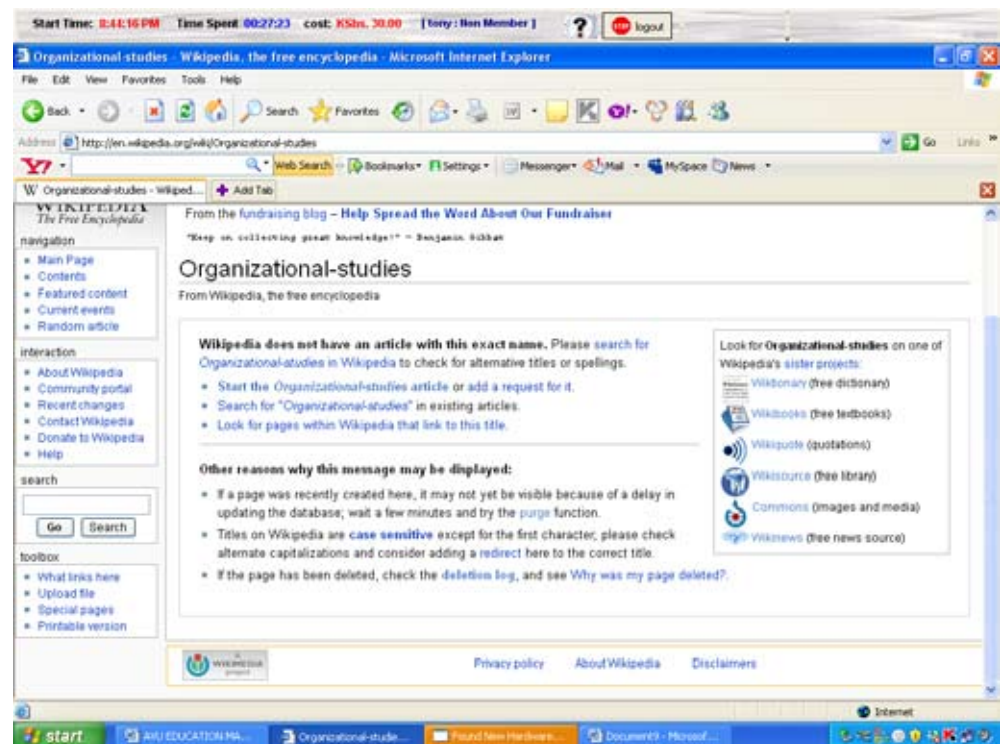 Start Time: 8:44:16 PM Time Spent 00:27:23 cost: KShs. 30.00 [ tony : Non Member ] ? STOP logout
Organizational-studies - Wikipedia, the free encyclopedia - Microsoft Internet Explorer
File Edit View Favorites Tools Help
Back Search Favorites
Address http://en.wikipedia.org/wiki/Organizational-studies Go Links »
Y! Web Search Bookmarks Settings Messenger Mail MySpace News
W Organizational-studies - Wikiped... Add Tab
WIKIPEDIA
The Free Encyclopedia
navigation
Main Page
Contents
Featured content
Current events
Random article
interaction
About Wikipedia
Community portal
Recent changes
Contact Wikipedia
Donate to Wikipedia
Help
search
Go Search
toolbox
What links here
Upload file
Special pages
Printable version
From the fundraising blog – Help Spread the Word About Our Fundraiser
"Keep on collecting great knowledge!" – Benjamin
Organizational-studies
From Wikipedia, the free encyclopedia
Wikipedia does not have an article with this exact name. Please search for
Organizational-studies in Wikipedia to check for alternative titles or spellings.
Start the Organizational-studies article or add a request for it.
Search for "Organizational-studies" in existing articles.
Look for pages within Wikipedia that link to this title.
Other reasons why this message may be displayed:
If a page was recently created here, it may not yet be visible because of a delay in
updating the database; wait a few minutes and try the purge function.
Titles on Wikipedia are case sensitive except for the first character; please check
alternate capitalizations and consider adding a redirect here to the correct title.
If the page has been deleted, check the deletion log, and see Why was my page deleted?.
Look for Organizational-studies on one of
Wikipedia's sister projects:
Wiktionary (free dictionary)
Wikibooks (free textbooks)
Wikiquote (quotations)
Wikisource (free library)
Commons (images and media)
Wikinews (free news source)
A
WIKIMEDIA
project
Privacy policy About Wikipedia Disclaimers
Internet
start AVU EDUCATION MA... Organizational-studie... Found New Hardware... Document9 - Microsof...